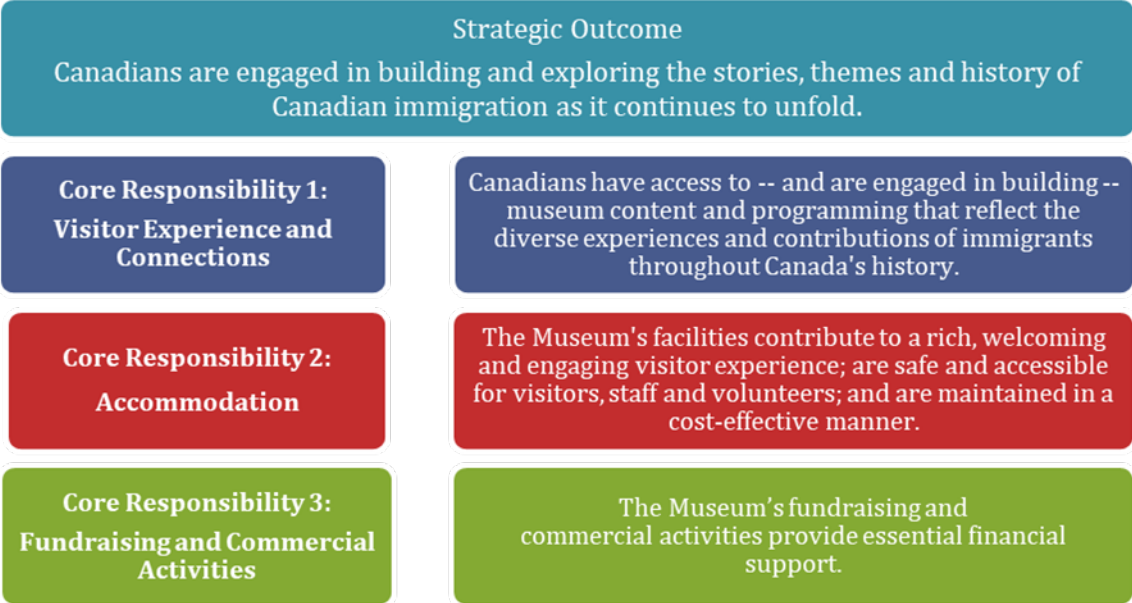 Strategic Outcome
Canadians are engaged in building and exploring the stories, themes and history of
Canadian immigration as it continues to unfold.
Core Responsibility 1:
Visitor Experience and
Connections
Canadians have access to -- and are engaged in building --
museum content and programming that reflect the
diverse experiences and contributions of immigrants
throughout Canada's history.
Core Responsibility 2:
Accommodation
The Museum's facilities contribute to a rich, welcoming
and engaging visitor experience; are safe and accessible
for visitors, staff and volunteers; and are maintained in a
cost-effective manner.
Core Responsibility 3:
Fundraising and Commercial
Activities
The Museum’s fundraising and
commercial activities provide essential financial
support.